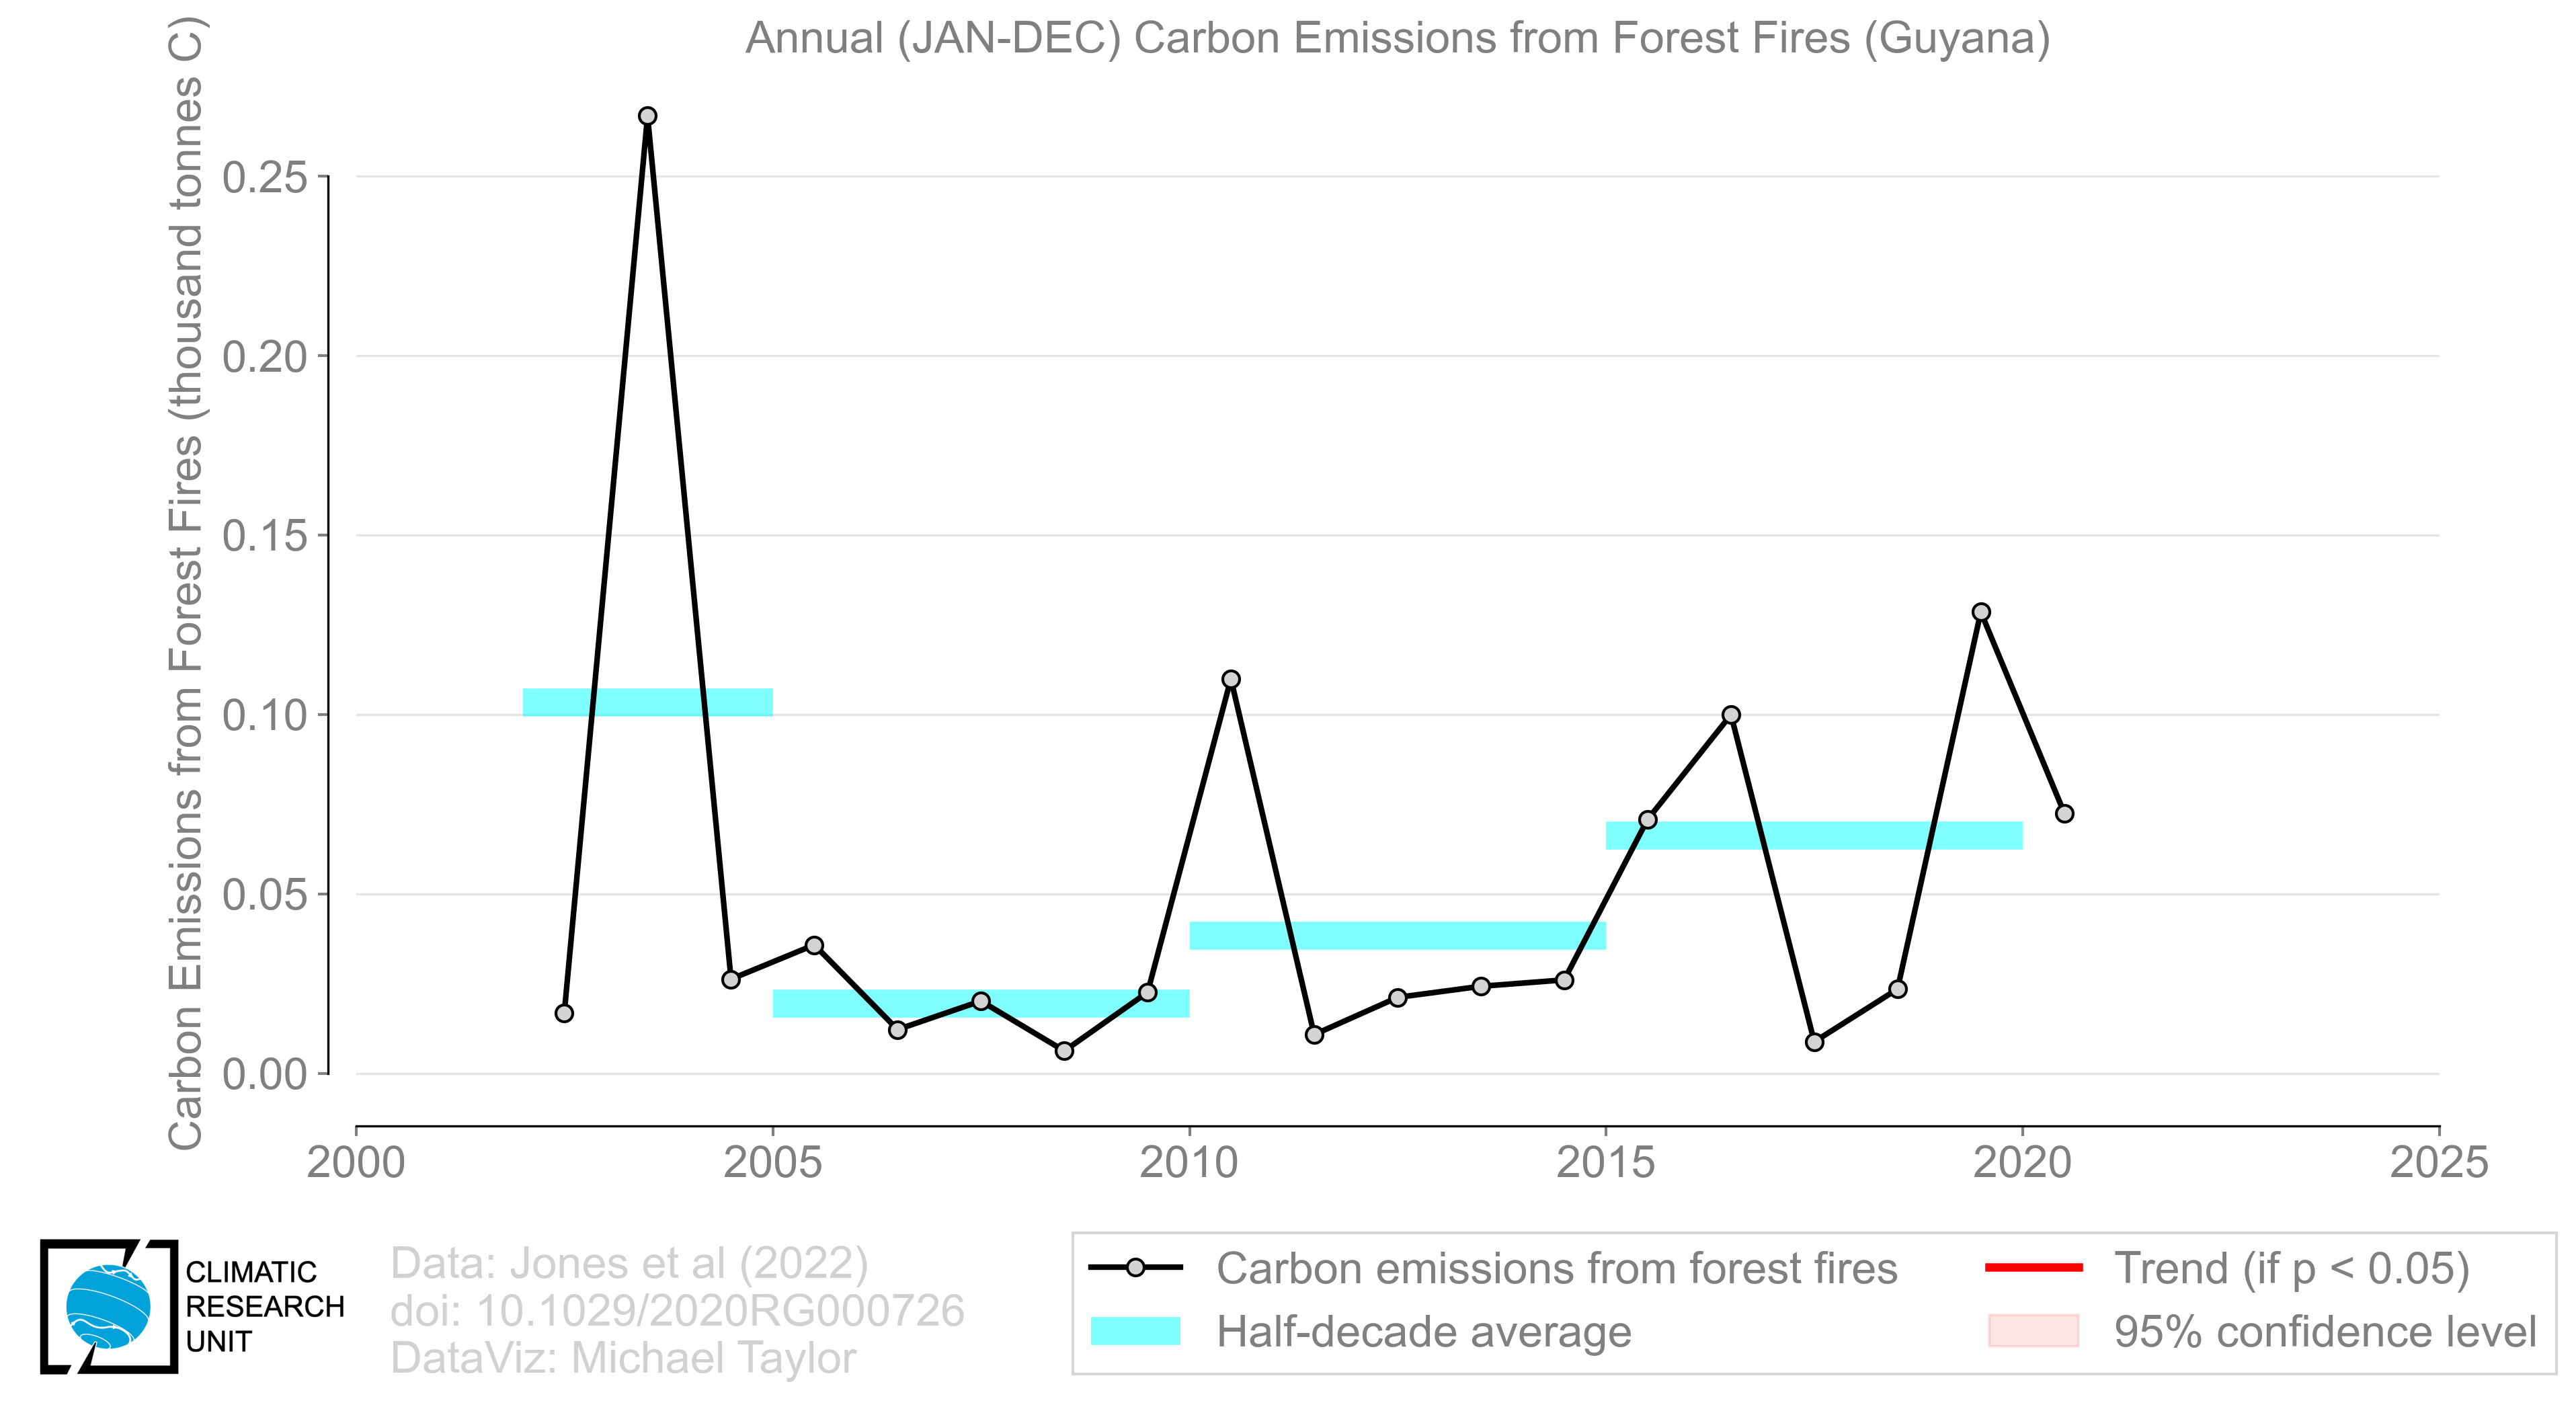 Annual (JAN-DEC) Carbon Emissions from Forest Fires (Guyana)
Carbon Emissions from Forest Fires (thousand tonnes C)
0.25
0.20
0.15
0.10
0.05
0.00
2000
2005
2010
2015
2020
2025
CLIMATIC
RESEARCH
UNIT
Data: Jones et al (2022)
doi: 10.1029/2020RG000726
DataViz: Michael Taylor
Carbon emissions from forest fires
Half-decade average
Trend (if p < 0.05)
95% confidence level